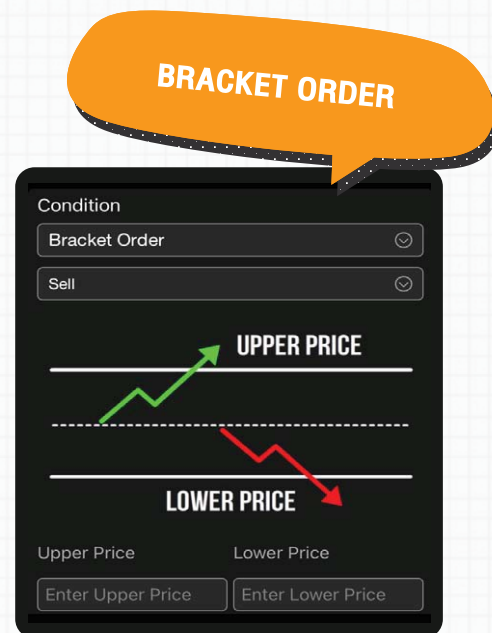 BRACKET ORDER
Condition
Bracket Order
Sell
UPPER PRICE
LOWER PRICE
Upper Price Lower Price
Enter Upper Price Enter Lower Price